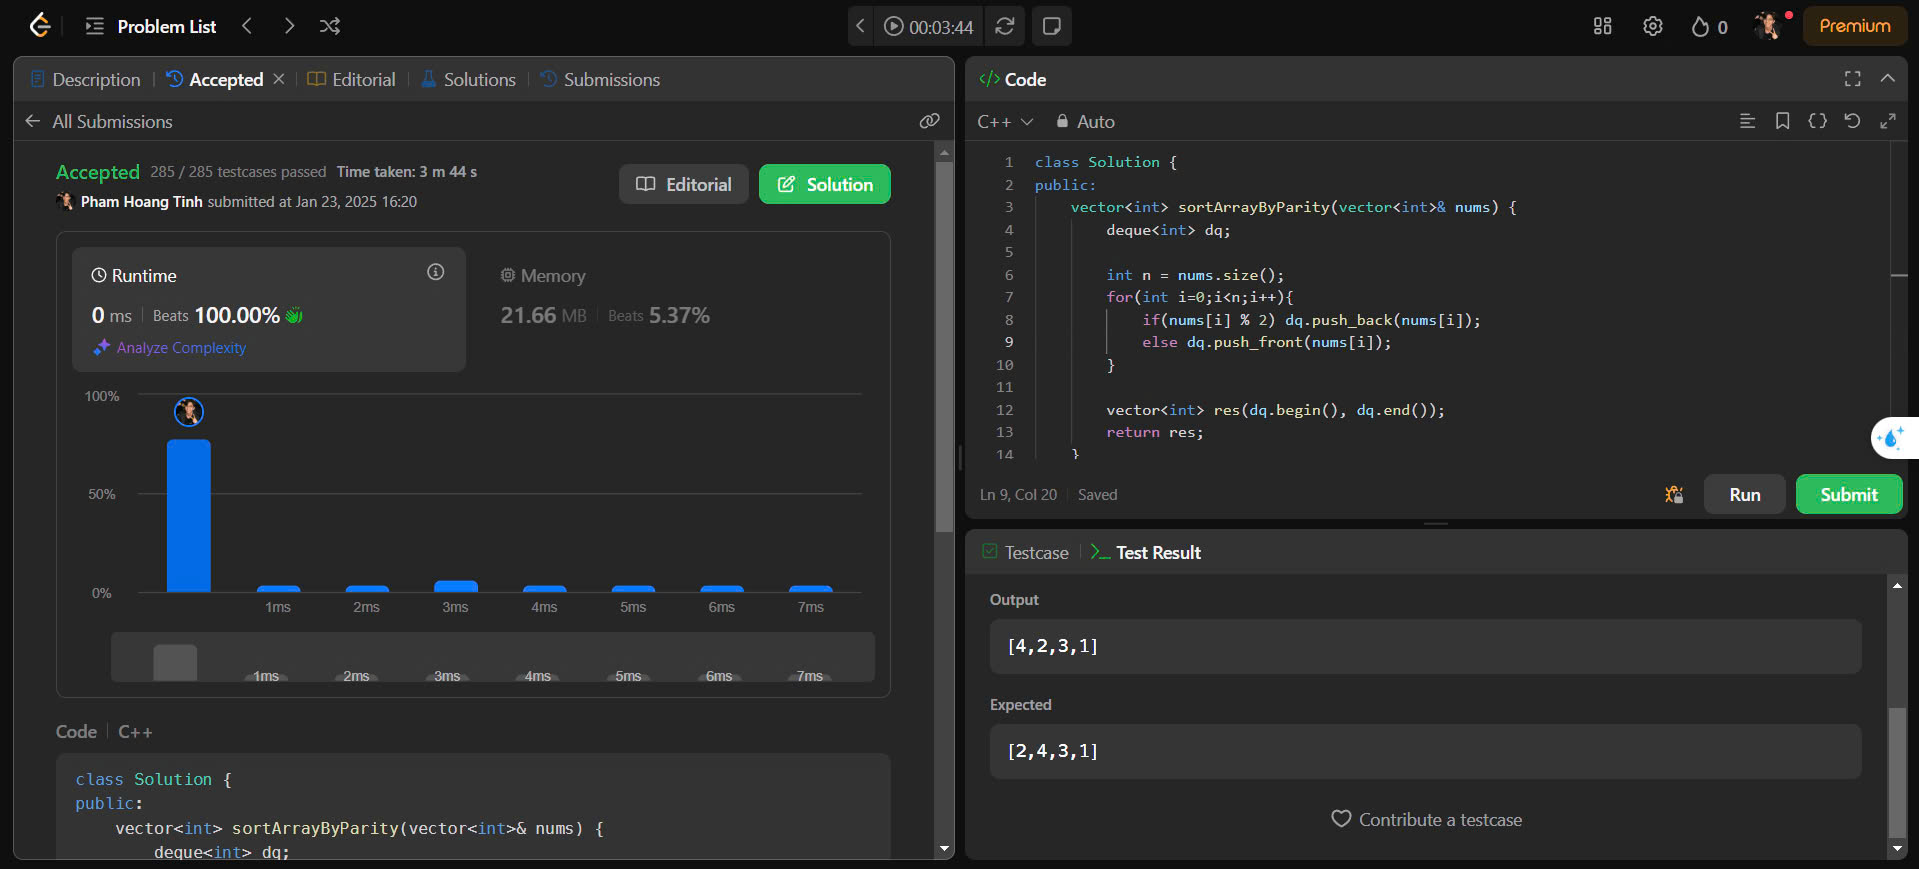 Problem List
00:03:44
0
Premium
Description
Accepted
Editorial
Solutions
Submissions
All Submissions
Accepted 285 / 285 testcases passed Time taken: 3 m 44 s
Pham Hoang Tinh submitted at Jan 23, 2025 16:20
Editorial
Solution
Runtime
0 ms Beats 100.00%
Analyze Complexity
Memory
21.66 MB Beats 5.37%
100%
50%
0%
1ms 2ms 3ms 4ms 5ms 6ms 7ms
1ms 2ms 3ms 4ms 5ms 6ms 7ms
Code C++
class Solution {
public:
    vector<int> sortArrayByParity(vector<int>& nums) {
        deque<int> dq;
</> Code
C++ Auto
1 class Solution {
2 public:
3     vector<int> sortArrayByParity(vector<int>& nums) {
4         deque<int> dq;
5
6         int n = nums.size();
7         for(int i=0;i<n;i++){
8             if(nums[i] % 2) dq.push_back(nums[i]);
9             else dq.push_front(nums[i]);
10         }
11
12         vector<int> res(dq.begin(), dq.end());
13         return res;
14     }
Ln 9, Col 20 Saved
Run
Submit
Testcase
Test Result
Output
[4,2,3,1]
Expected
[2,4,3,1]
Contribute a testcase